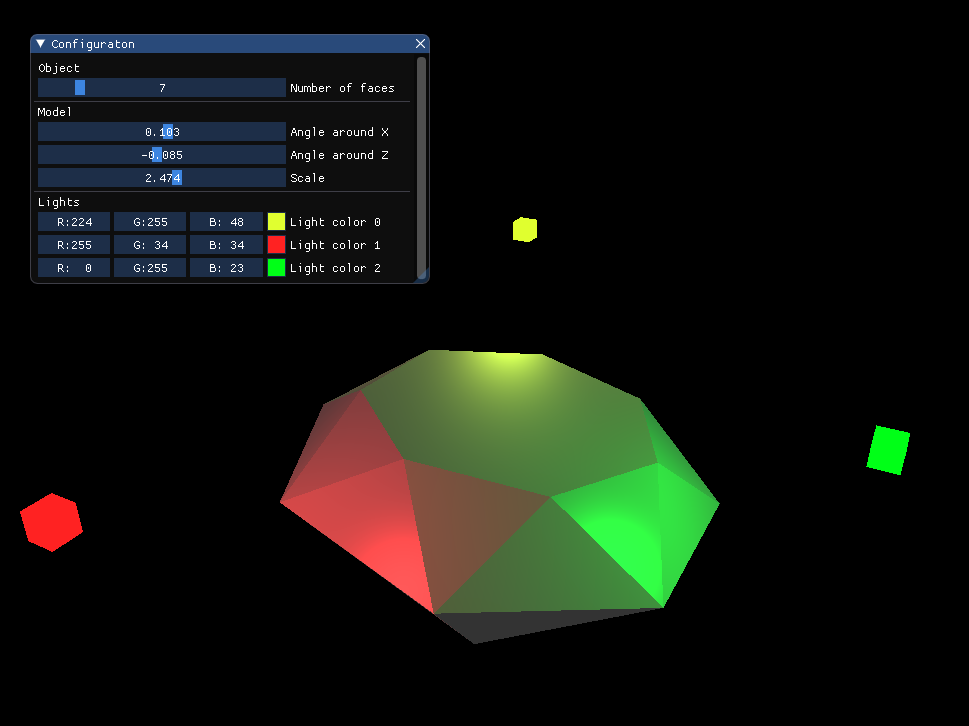 Configuraton
Object
7 Number of faces
Model
0.103 Angle around X
-0.085 Angle around Z
2.474 Scale
Lights
R:224 G:255 B: 48 Light color 0
R:255 G: 34 B: 34 Light color 1
R:  0 G:255 B: 23 Light color 2